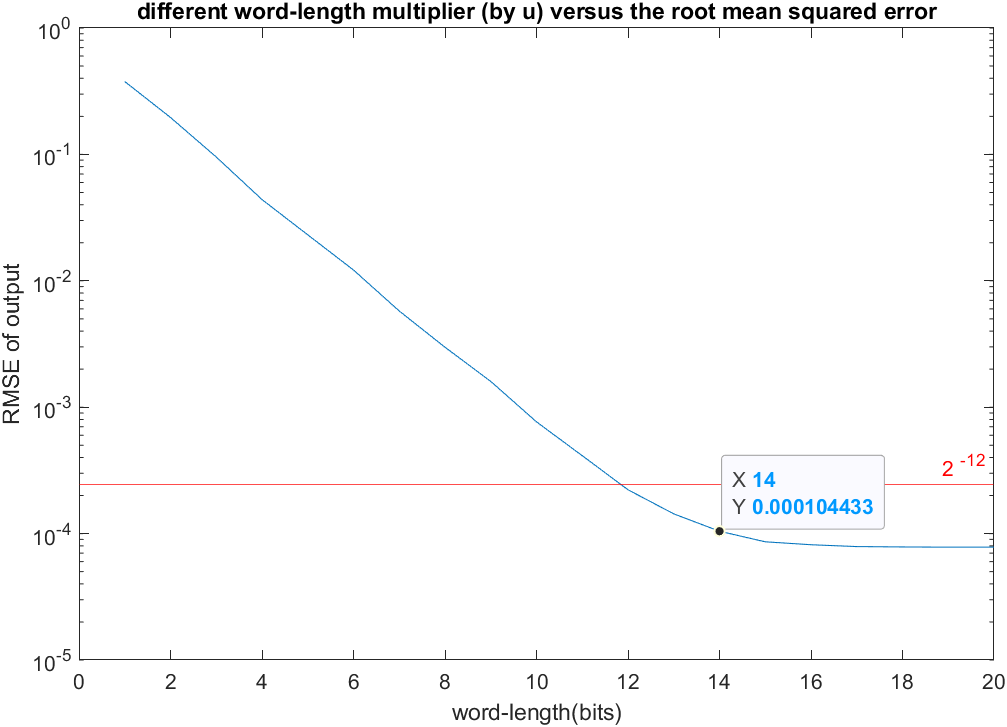 different word-length multiplier (by u) versus the root mean squared error
RMSE of output
10^0
10^-1
10^-2
10^-3
10^-4
10^-5
2^-12
X 14
Y 0.000104433
0 2 4 6 8 10 12 14 16 18 20
word-length(bits)